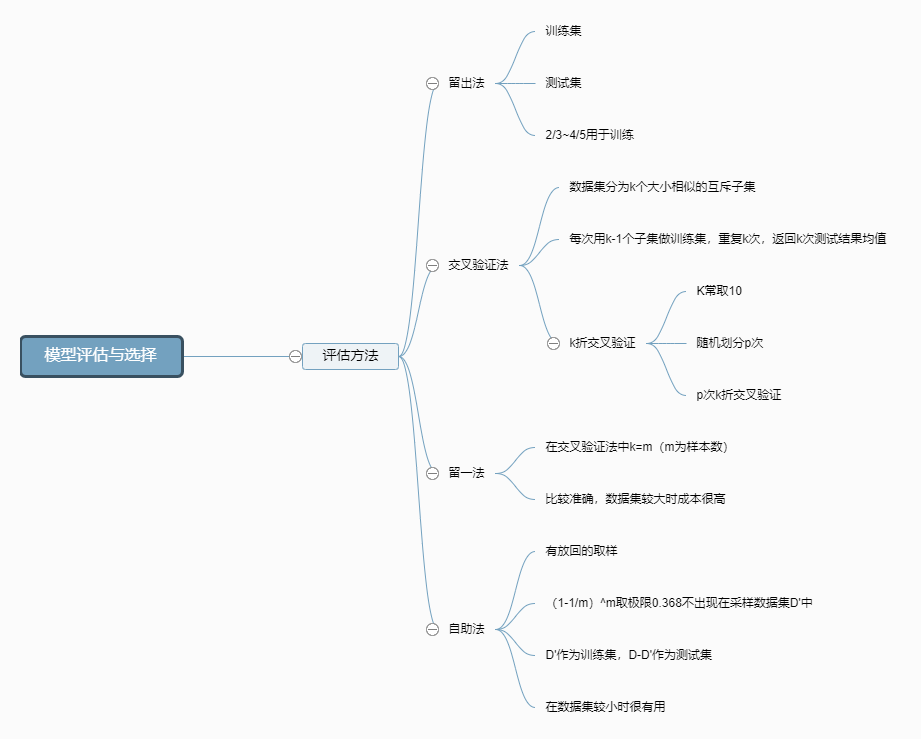 模型评估与选择
评估方法
留出法
训练集
测试集
2/3~4/5用于训练
交叉验证法
数据集分为k个大小相似的互斥子集
每次用k-1个子集做训练集，重复k次，返回k次测试结果均值
k折交叉验证
K常取10
随机划分p次
p次k折交叉验证
留一法
在交叉验证法中k=m（m为样本数）
比较准确，数据集较大时成本很高
自助法
有放回的取样
（1-1/m）^m取极限0.368不出现在采样数据集D'中
D'作为训练集，D-D'作为测试集
在数据集较小时很有用